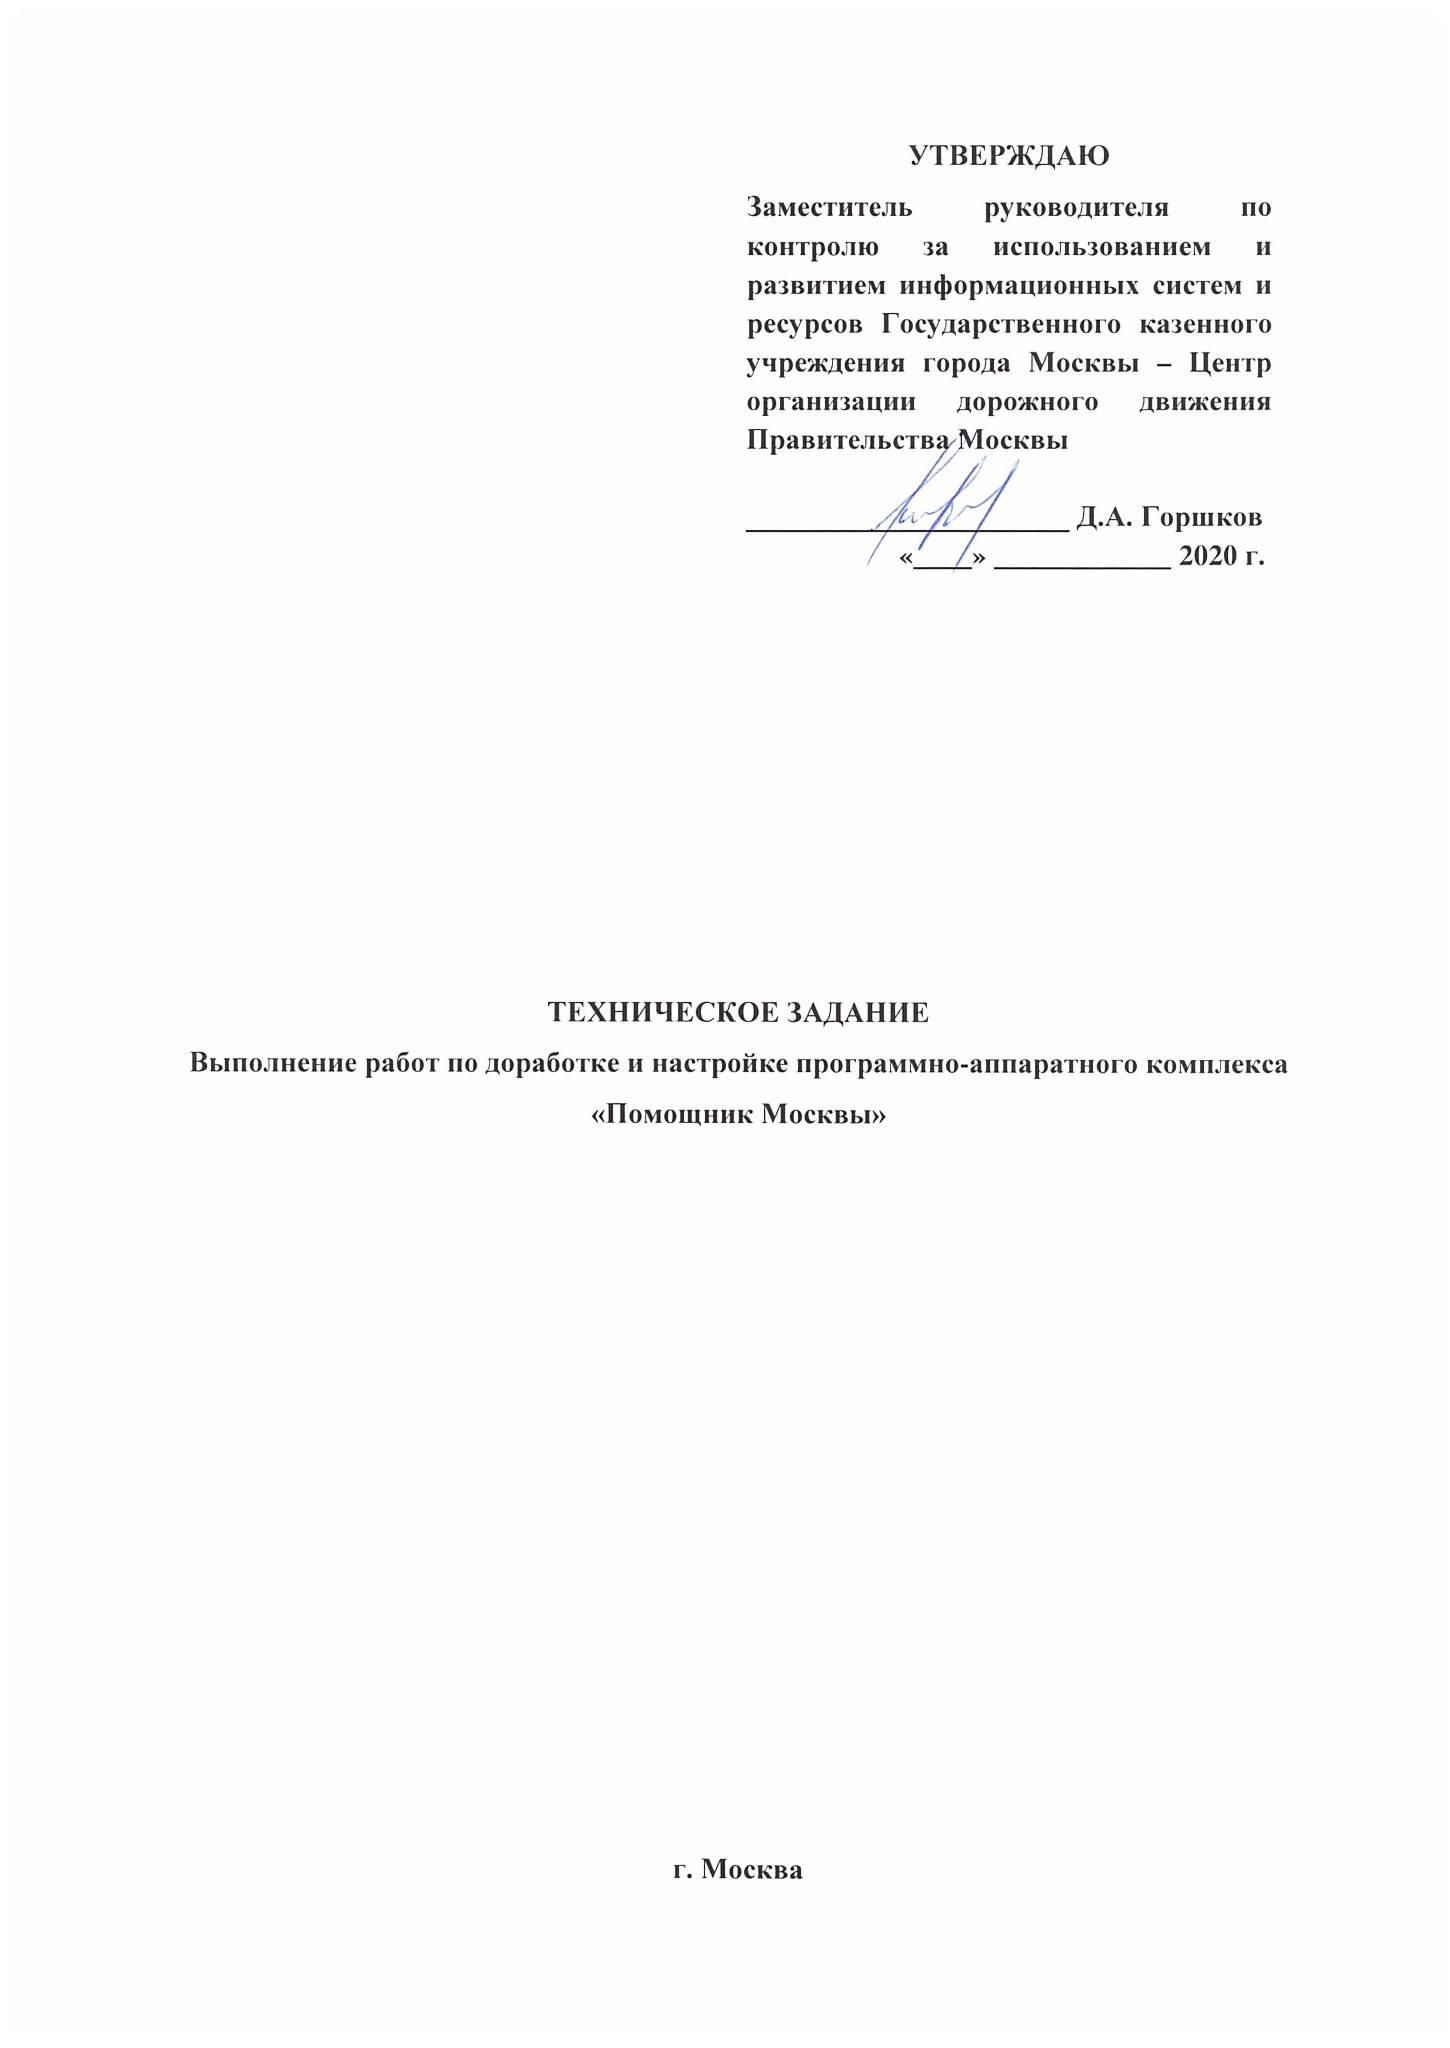 УТВЕРЖДАЮ
Заместитель руководителя по
контролю за использованием и
развитием информационных систем и
ресурсов Государственного казенного
учреждения города Москвы – Центр
организации дорожного движения
Правительства Москвы
______________________ Д.А. Горшков
«____» ____________ 2020 г.
ТЕХНИЧЕСКОЕ ЗАДАНИЕ
Выполнение работ по доработке и настройке программно-аппаратного комплекса
«Помощник Москвы»
г. Москва